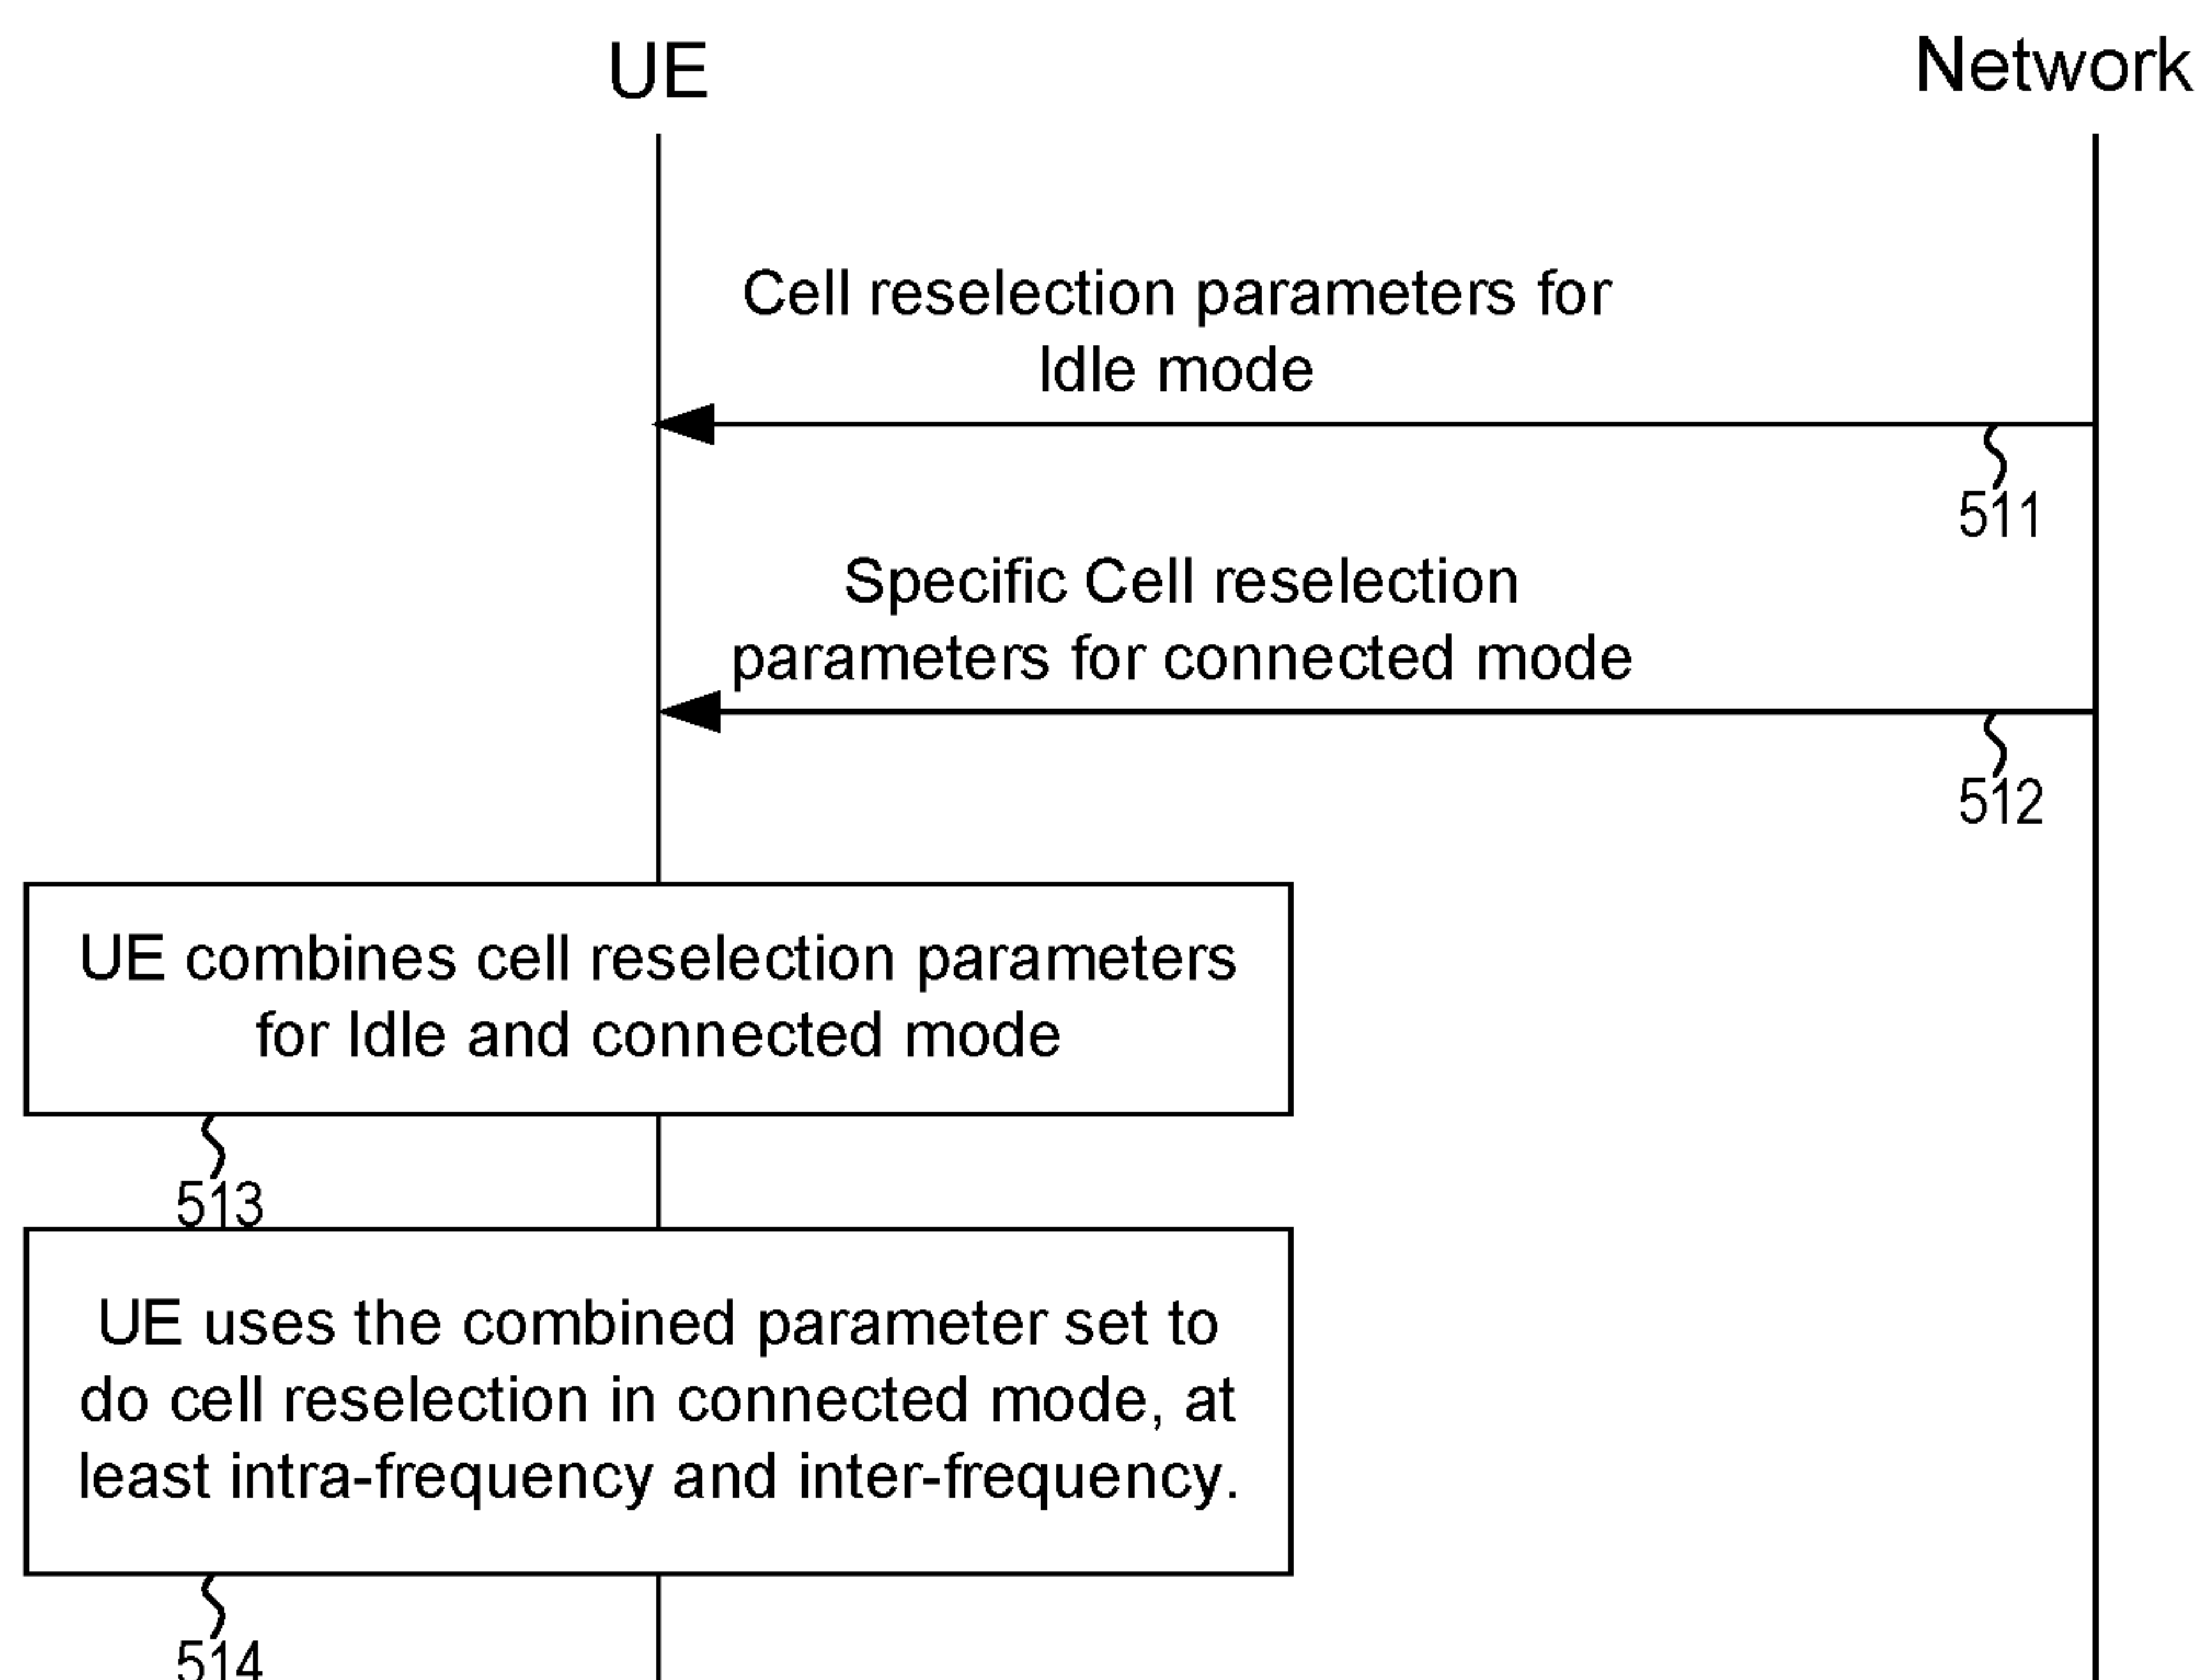 UE
Network
Cell reselection parameters for
Idle mode
511
Specific Cell reselection
parameters for connected mode
512
UE combines cell reselection parameters
for Idle and connected mode
513
UE uses the combined parameter set to
do cell reselection in connected mode, at
least intra-frequency and inter-frequency.
514